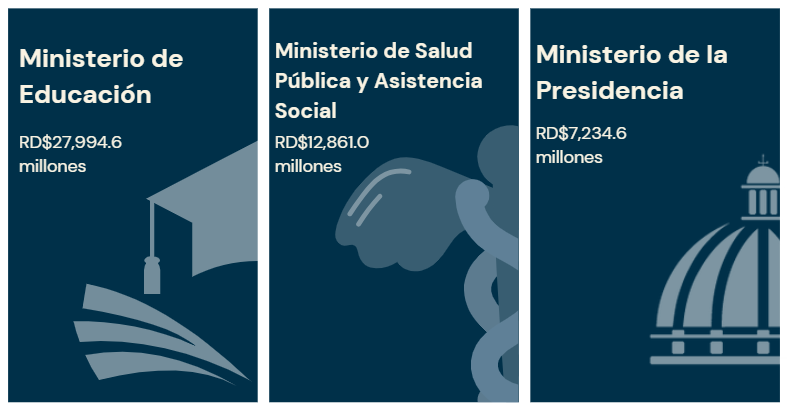 Ministerio de
Educación
RD$27,994.6
millones
Ministerio de Salud
Pública y Asistencia
Social
RD$12,861.0
millones
Ministerio de la
Presidencia
RD$7,234.6
millones